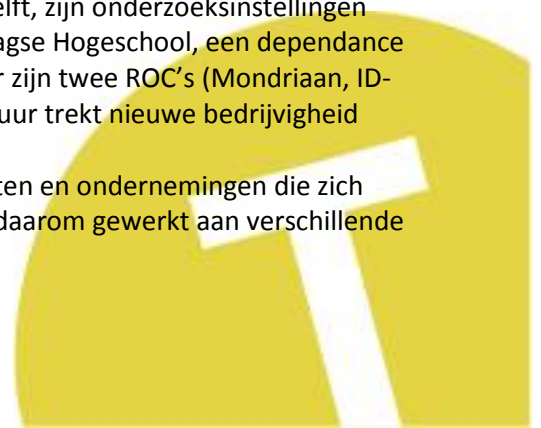 elft, zijn onderzoeksinstellingen
agse Hogeschool, een dependance
r zijn twee ROC's (Mondriaan, ID-
uur trekt nieuwe bedrijvigheid
ten en ondernemingen die zich
daarom gewerkt aan verschillende
T